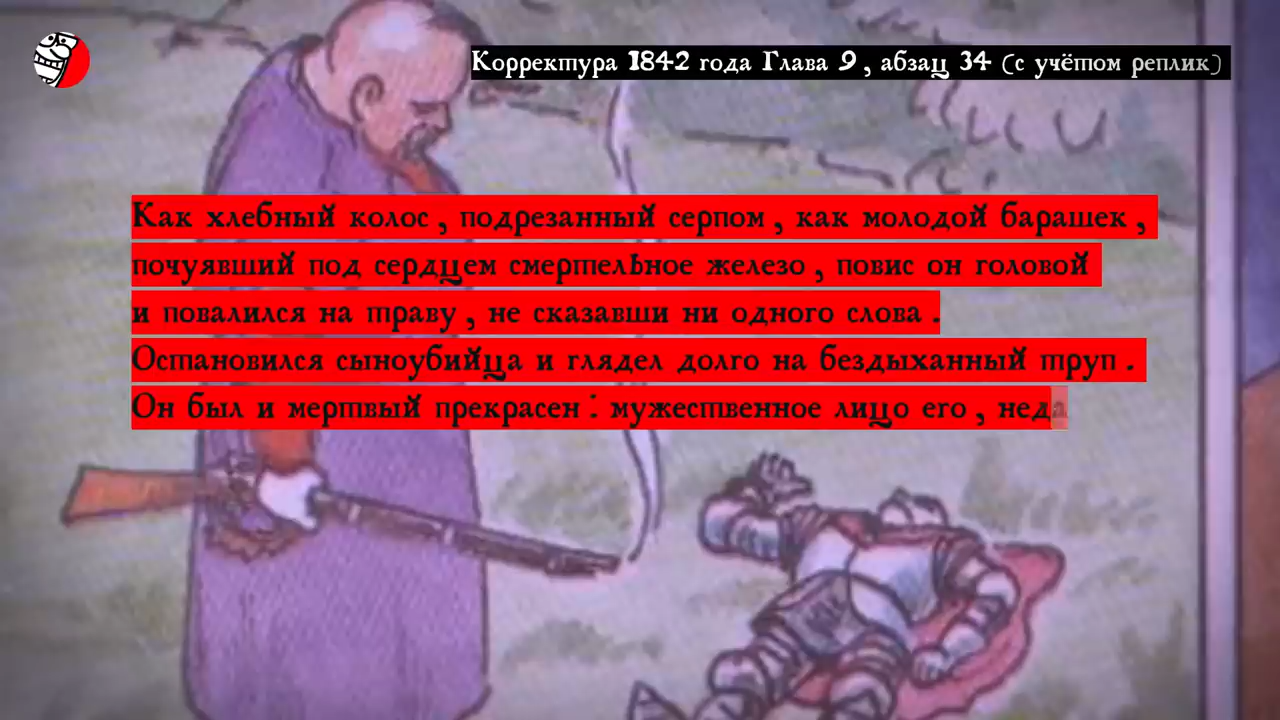 Корректура 1842 года Глава 9, абзац 34 (с учётом реплик)
Как хлебный колос, подрезанный серпом, как молодой барашек,
почуявший под сердцем смертельное железо, повис он головой
и повалился на траву, не сказавши ни одного слова.
Остановился сыноубийца и глядел долго на бездыханный труп.
Он был и мертвый прекрасен: мужественное лицо его, неда